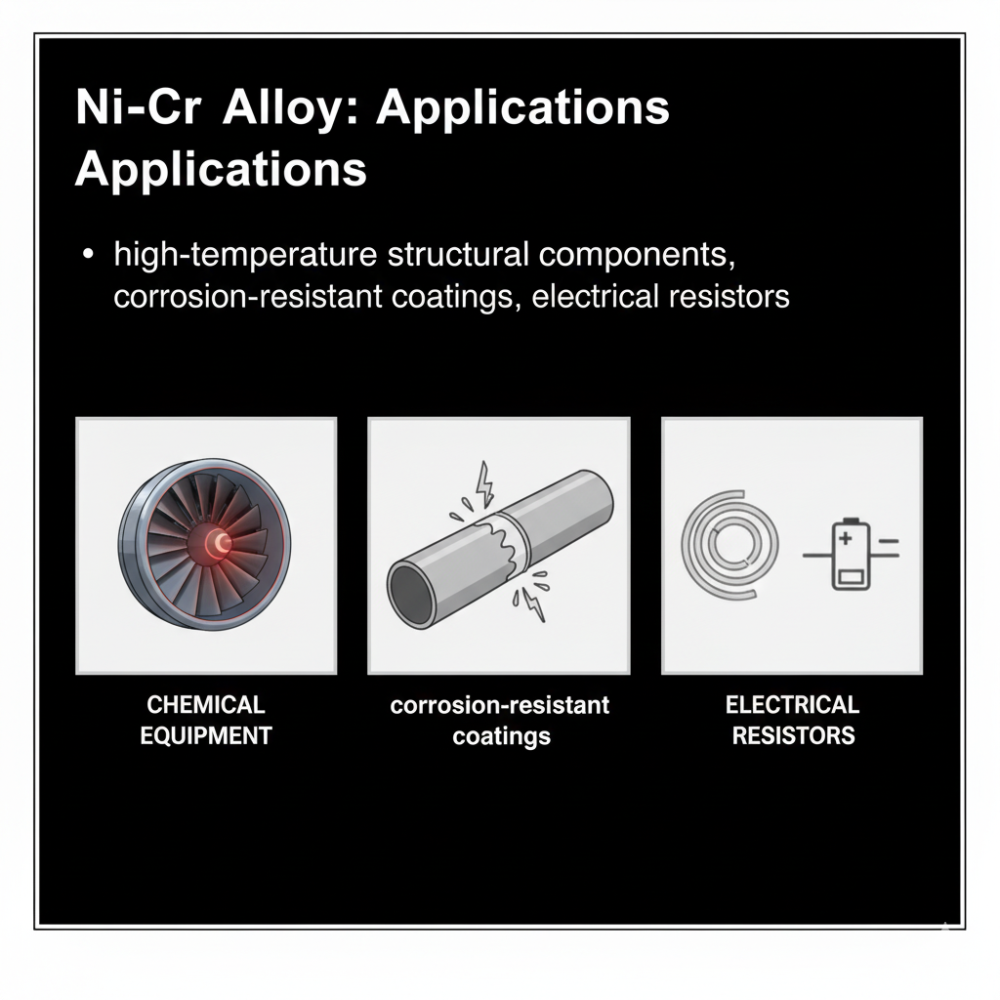 Ni-Cr Alloy: Applications
Applications
• high-temperature structural components,
corrosion-resistant coatings, electrical resistors
CHEMICAL
EQUIPMENT
corrosion-resistant
coatings
ELECTRICAL
RESISTORS